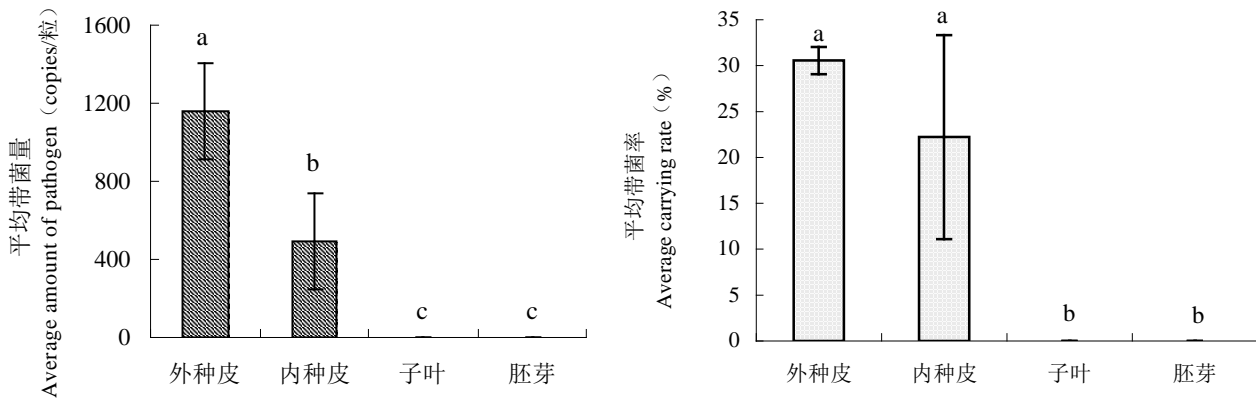 平均带菌量
Average amount of pathogen（copies/粒）
1600
1200
800
400
0
a
b
c
c
外种皮
内种皮
子叶
胚芽
平均带菌率
Average carrying rate（%）
35
30
25
20
15
10
5
0
a
a
b
b
外种皮
内种皮
子叶
胚芽